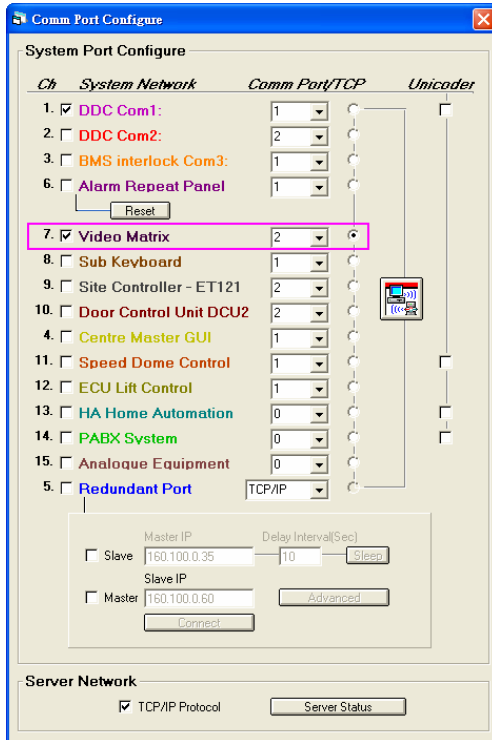 Comm Port Configure
System Port Configure
Ch System Network Comm Port/TCP Unicoder
1. DDC Com1: 1
2. DDC Com2: 2
3. BMS interlock Com3: 1
6. Alarm Repeat Panel 1
Reset
7. Video Matrix 2
8. Sub Keyboard 1
9. Site Controller - ET121 2
10. Door Control Unit DCU2 2
4. Centre Master GUI 1
11. Speed Dome Control 1
12. ECU Lift Control 1
13. HA Home Automation 0
14. PABX System 0
15. Analogue Equipment 0
5. Redundant Port TCP/IP
Master IP Delay Interval(Sec)
Slave 160.100.0.35 10 Sleep
Slave IP
Master 160.100.0.60 Advanced
Connect
Server Network
TCP/IP Protocol Server Status